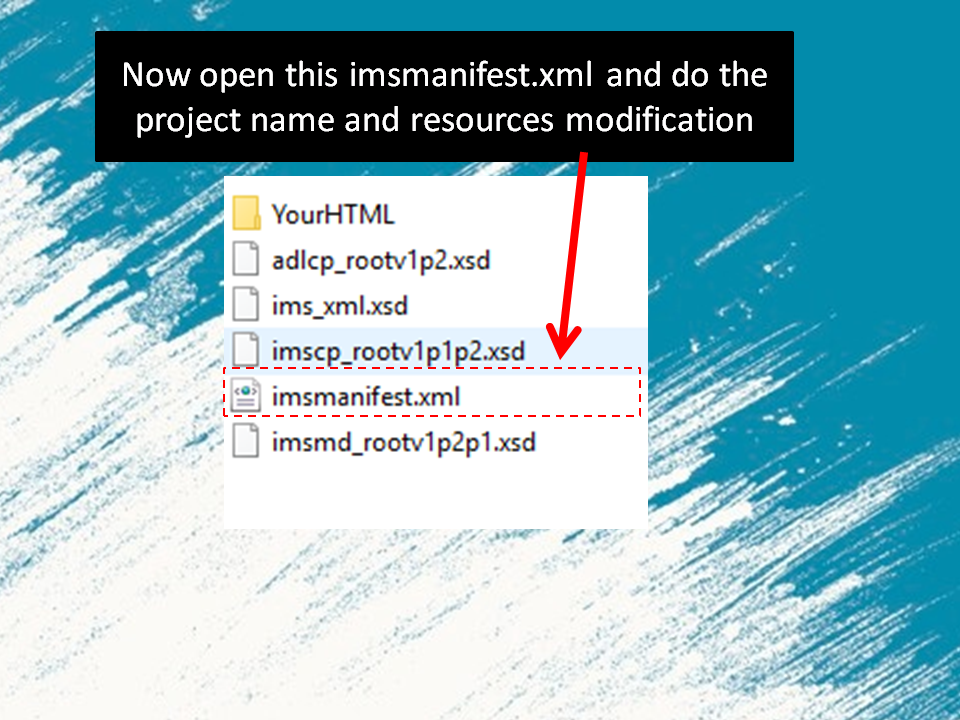 Now open this imsmanifest.xml and do the
project name and resources modification
YourHTML
adlcp_rootv1p2.xsd
ims_xml.xsd
imscp_rootv1p1p2.xsd
imsmanifest.xml
imsmd_rootv1p2p1.xsd